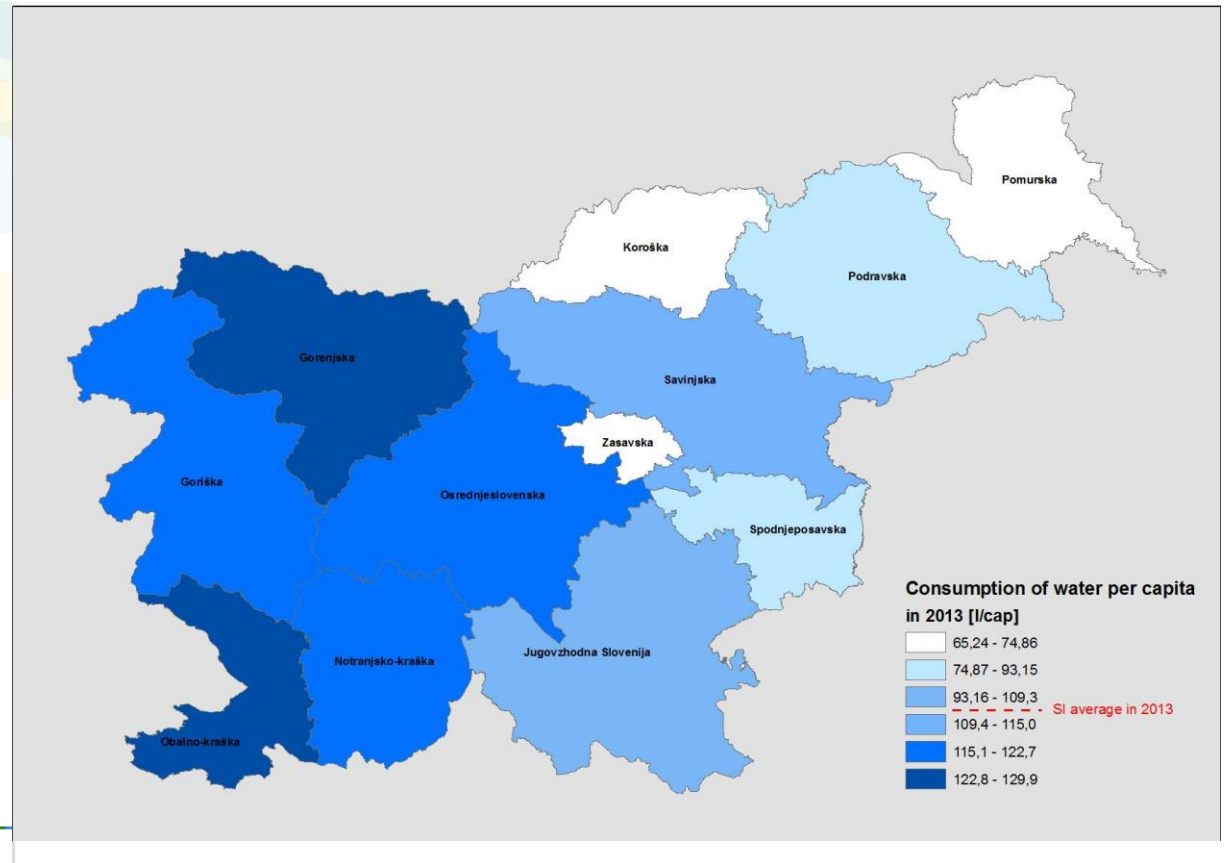 Pomurska
Koroška
Podravska
Gorenjska
Savinjska
Zasavska
Goriška
Osrednjeslovenska
Spodnjeposavska
Jugovzhodna Slovenija
Notranjsko-kraška
Obalno-kraška
Consumption of water per capita
in 2013 [l/cap]
65,24 - 74,86
74,87 - 93,15
93,16 - 109,3
SI average in 2013
109,4 - 115,0
115,1 - 122,7
122,8 - 129,9